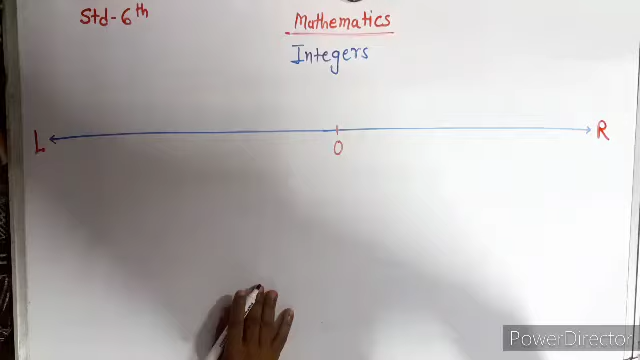 Std-6th
Mathematics
Integers
L
R
0
PowerDirector